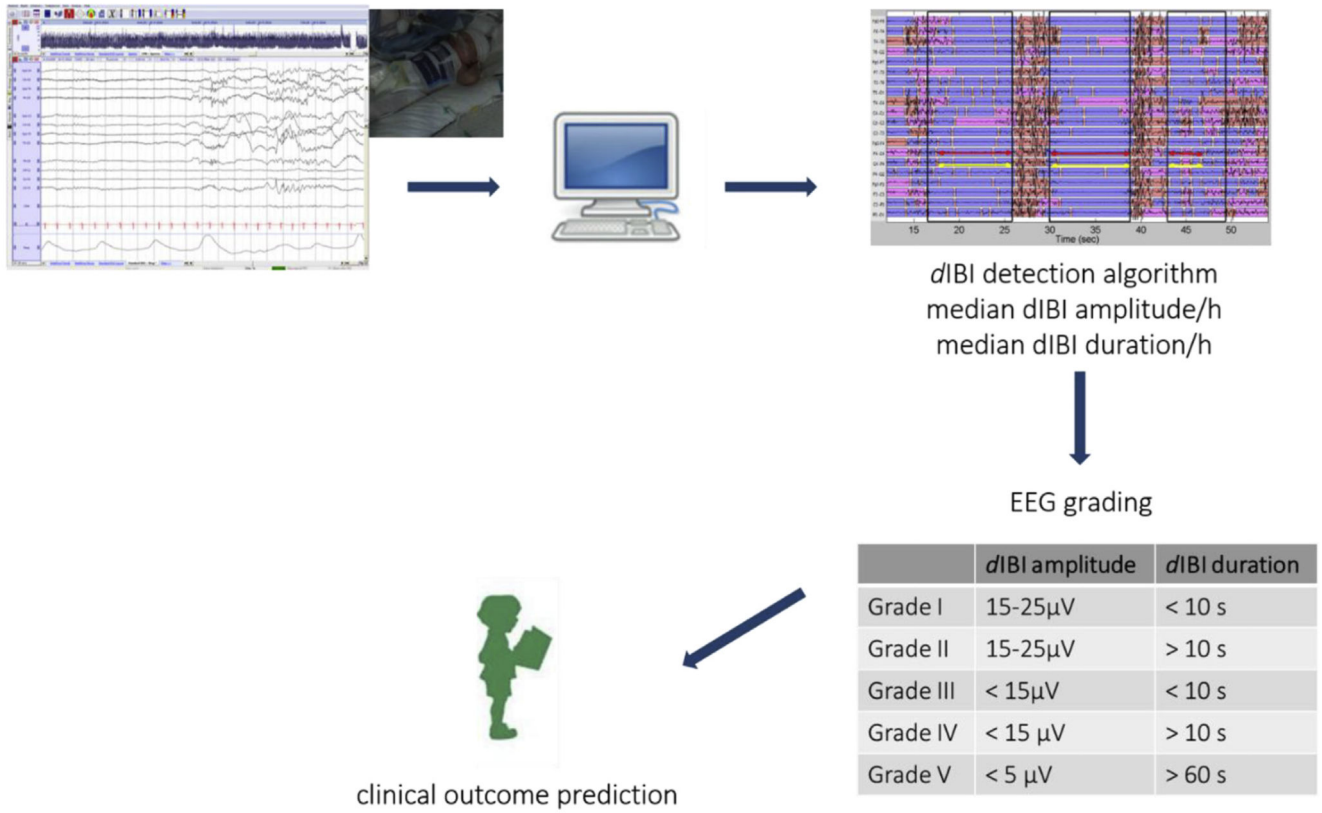 15 20 25 30 35 40 45 50
Time (sec)
dIBI detection algorithm
median dIBI amplitude/h
median dIBI duration/h
EEG grading
dIBI amplitude dIBI duration
Grade I 15-25µV < 10 s
Grade II 15-25µV > 10 s
Grade III < 15µV < 10 s
Grade IV < 15 µV > 10 s
Grade V < 5 µV > 60 s
clinical outcome prediction